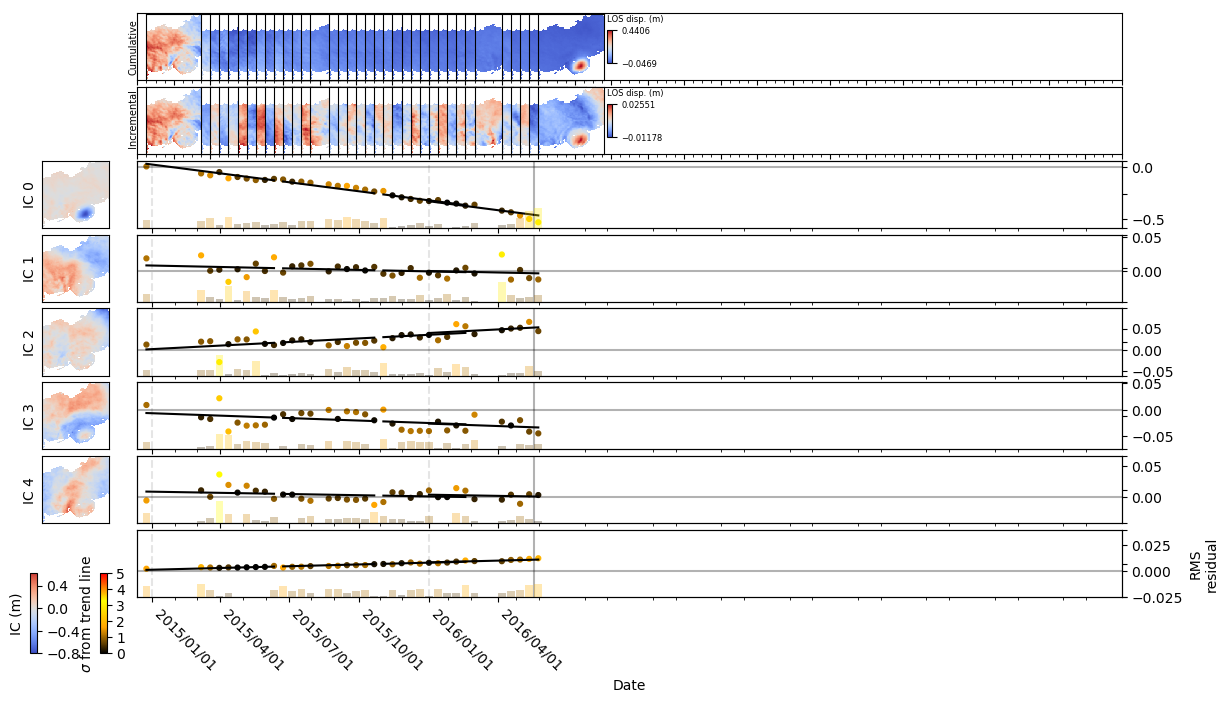 Cumulative
LOS disp. (m)
0.4406
−0.0469
Incremental
LOS disp. (m)
0.02551
−0.01178
IC 0
0.0
−0.5
IC 1
0.05
0.00
IC 2
0.05
0.00
−0.05
IC 3
0.05
0.00
−0.05
IC 4
0.05
0.00
0.025
0.000
−0.025
RMS
residual
IC (m)
0.4
0.0
−0.4
−0.8
σ from trend line
5
4
3
2
1
0
2015/01/01
2015/04/01
2015/07/01
2015/10/01
2016/01/01
2016/04/01
Date